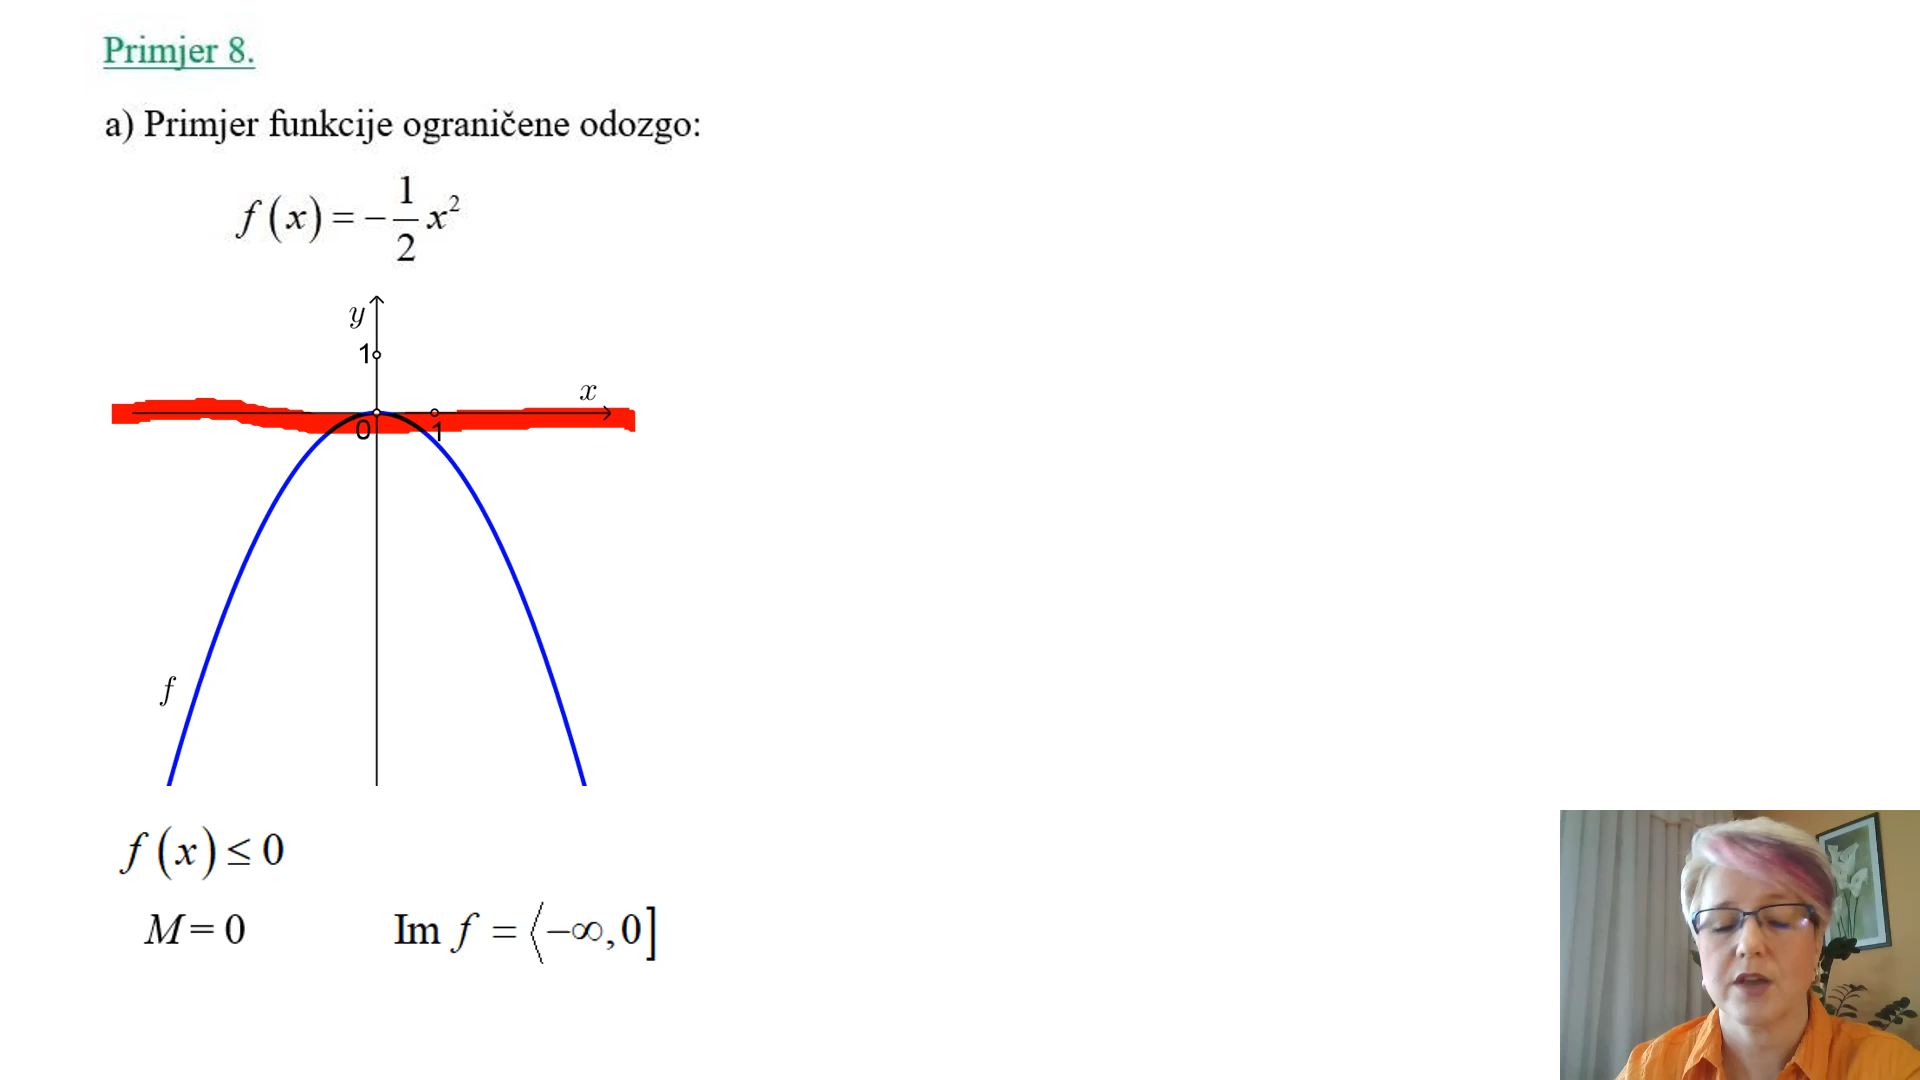 Primjer 8.
a) Primjer funkcije ograničene odozgo:
f(x) = -1/2 x²
y
1
x
0 1
f
f(x) ≤ 0
M = 0 Im f = ⟨-∞,0]